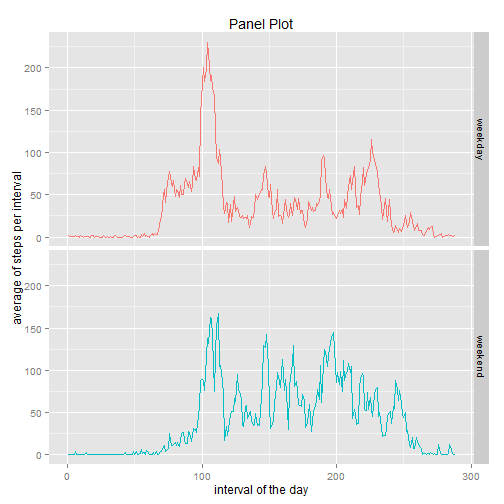 Panel Plot
average of steps per interval
200
150
100
50
0
weekday
200
150
100
50
0
weekend
0
100
200
300
interval of the day